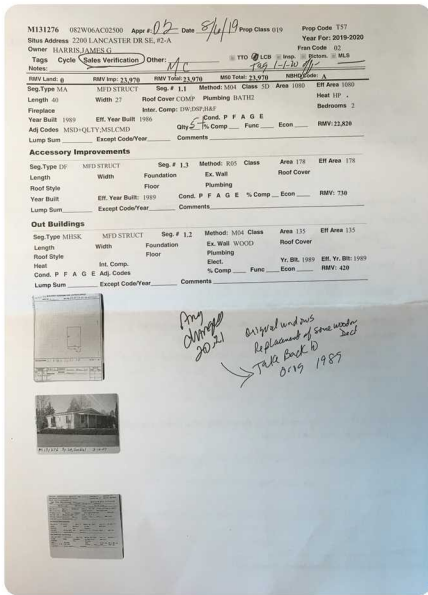 M131276 082W06AC02500 Appr #: 02 Date 8/6/19 Prop Class 019 Prop Code T57
Situs Address 2200 LANCASTER DR SE, #2-A Year For: 2019-2020
Owner HARRIS,JAMES G Fran Code 02
Tags Cycle Sales Verification Other: MC TTO LCB Insp. Pictom. MLS
Notes: Tag 1-1-20
RMV Land: 0 RMV Imp: 23,970 RMV Total: 23,970 M50 Total: 23,970 NBHD Code: A
Seg.Type MA MFD STRUCT Seg. # 1.1 Method: M04 Class 5D Area 1080 Eff Area 1080
Length 40 Width 27 Roof Cover COMP Plumbing BATH2 Heat HP
Fireplace Inter. Comp: DW;DSP;H&F Bedrooms 2
Year Built 1989 Eff. Year Built 1986 Cond. P F A G E
Adj Codes MSD+QLTY;MSLCMD Qlty 5+ % Comp Func Econ RMV: 22,820
Lump Sum Except Code/Year Comments
Accessory Improvements
Seg.Type DF MFD STRUCT Seg. # 1.3 Method: R05 Class Area 178 Eff Area 178
Length Width Foundation Ex. Wall Roof Cover
Roof Style Floor Plumbing
Year Built Eff. Year Built: 1989 Cond. P F A G E % Comp Econ RMV: 730
Lump Sum Except Code/Year Comments
Out Buildings
Seg.Type MHSK MFD STRUCT Seg. # 1.2 Method: M04 Class Area 135 Eff Area 135
Length Width Foundation Ex. Wall WOOD Roof Cover
Roof Style Floor Plumbing
Heat Int. Comp. Elect. Yr. Blt. 1989 Eff. Yr. Blt: 1989
Cond. P F A G E Adj. Codes % Comp Func Econ RMV: 420
Lump Sum Except Code/Year Comments
Any changes 20.21
original windows
Replacement of some wooden
Deck
Take Back to
Orig 1989